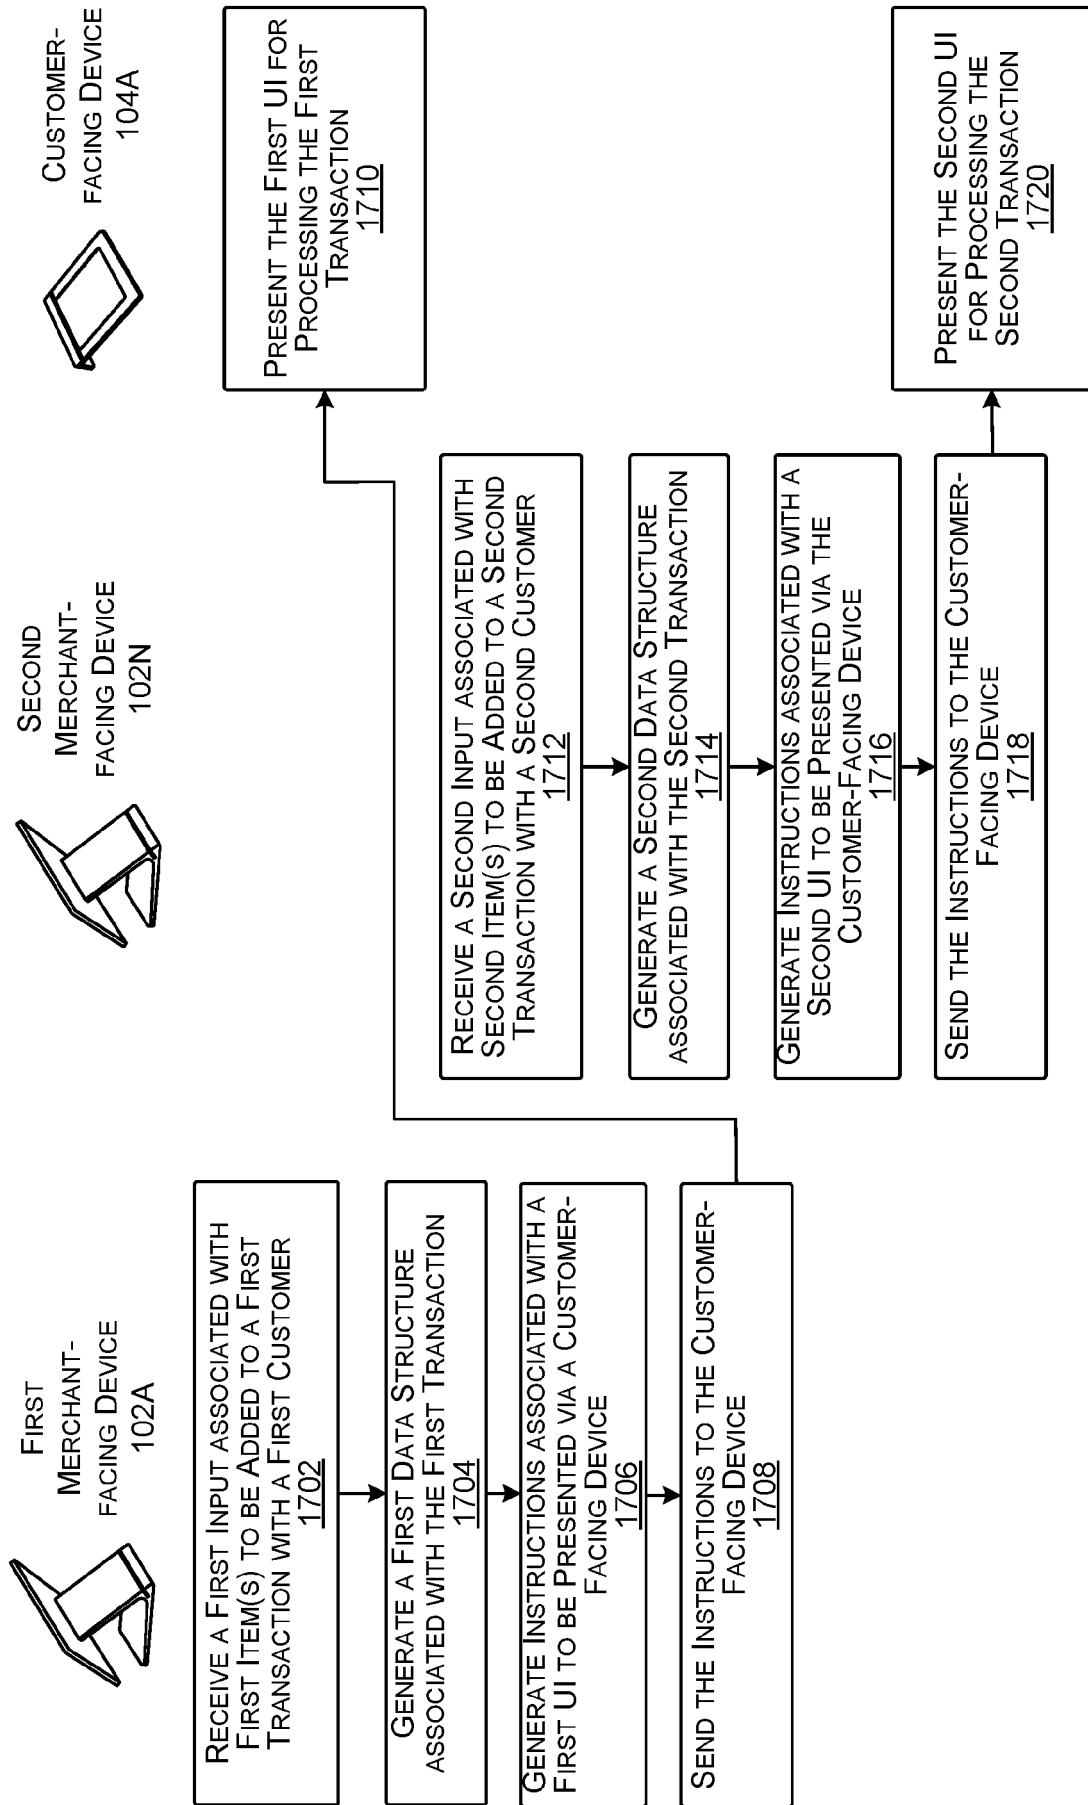 FIRST
MERCHANT-
FACING DEVICE
102A
SECOND
MERCHANT-
FACING DEVICE
102N
CUSTOMER-
FACING DEVICE
104A
RECEIVE A FIRST INPUT ASSOCIATED WITH
FIRST ITEM(S) TO BE ADDED TO A FIRST
TRANSACTION WITH A FIRST CUSTOMER
1702
GENERATE A FIRST DATA STRUCTURE
ASSOCIATED WITH THE FIRST TRANSACTION
1704
GENERATE INSTRUCTIONS ASSOCIATED WITH A
FIRST UI TO BE PRESENTED VIA A CUSTOMER-
FACING DEVICE
1706
SEND THE INSTRUCTIONS TO THE CUSTOMER-
FACING DEVICE
1708
PRESENT THE FIRST UI FOR
PROCESSING THE FIRST
TRANSACTION
1710
RECEIVE A SECOND INPUT ASSOCIATED WITH
SECOND ITEM(S) TO BE ADDED TO A SECOND
TRANSACTION WITH A SECOND CUSTOMER
1712
GENERATE A SECOND DATA STRUCTURE
ASSOCIATED WITH THE SECOND TRANSACTION
1714
GENERATE INSTRUCTIONS ASSOCIATED WITH A
SECOND UI TO BE PRESENTED VIA THE
CUSTOMER-FACING DEVICE
1716
SEND THE INSTRUCTIONS TO THE CUSTOMER-
FACING DEVICE
1718
PRESENT THE SECOND UI
FOR PROCESSING THE
SECOND TRANSACTION
1720